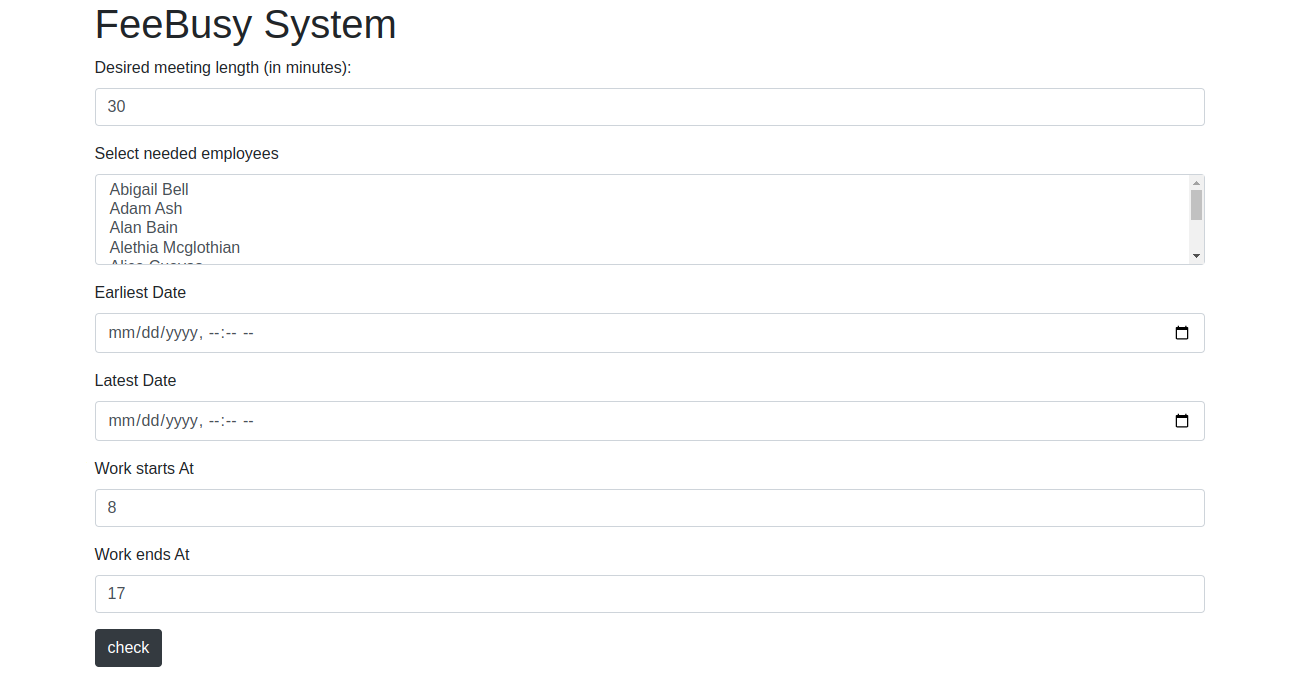 FeeBusy System
Desired meeting length (in minutes):
30
Select needed employees
Abigail Bell
Adam Ash
Alan Bain
Alethia Mcglothian
Earliest Date
mm/dd/yyyy, --:-- --
Latest Date
mm/dd/yyyy, --:-- --
Work starts At
8
Work ends At
17
check